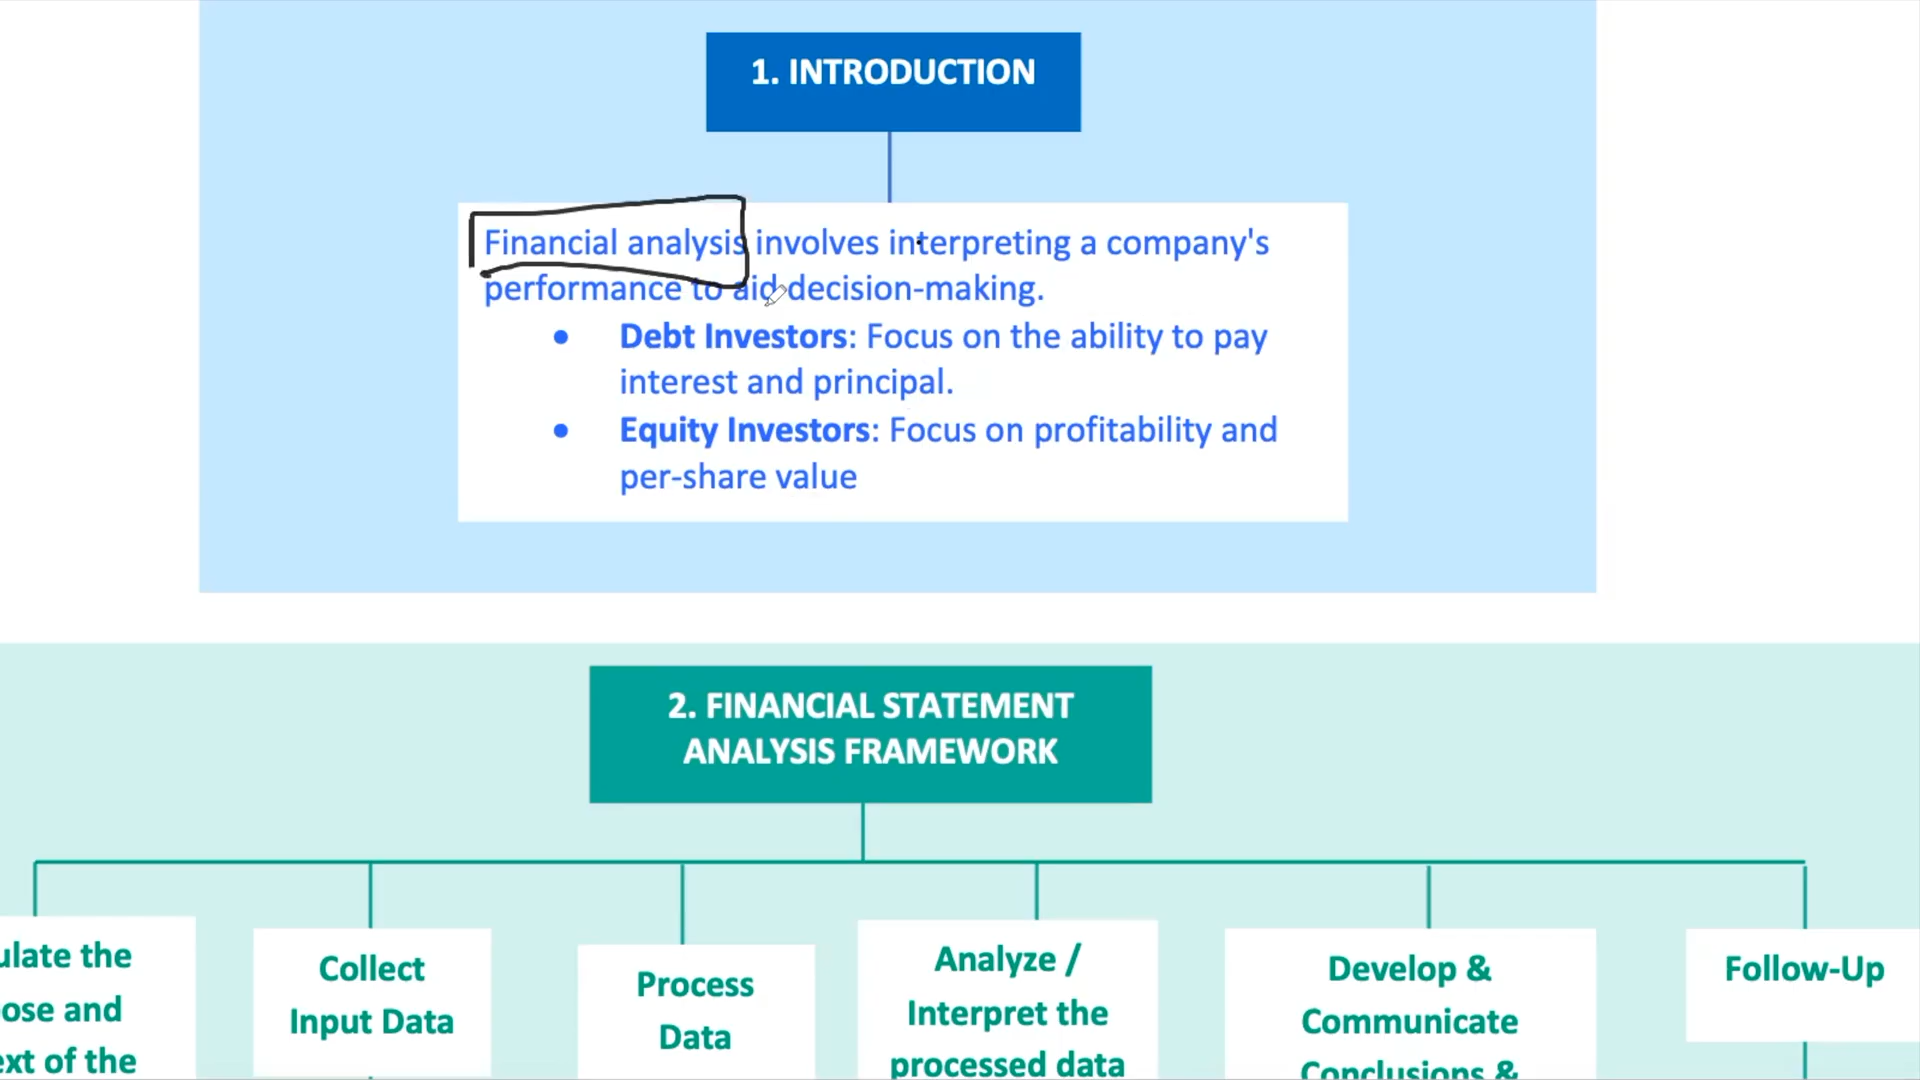 1. INTRODUCTION
Financial analysis involves interpreting a company's
performance to aid decision-making.
● Debt Investors: Focus on the ability to pay
interest and principal.
● Equity Investors: Focus on profitability and
per-share value
2. FINANCIAL STATEMENT
ANALYSIS FRAMEWORK
ulate the
ose and
ext of the
Collect
Input Data
Process
Data
Analyze /
Interpret the
processed data
Develop &
Communicate
Conclusions &
Follow-Up